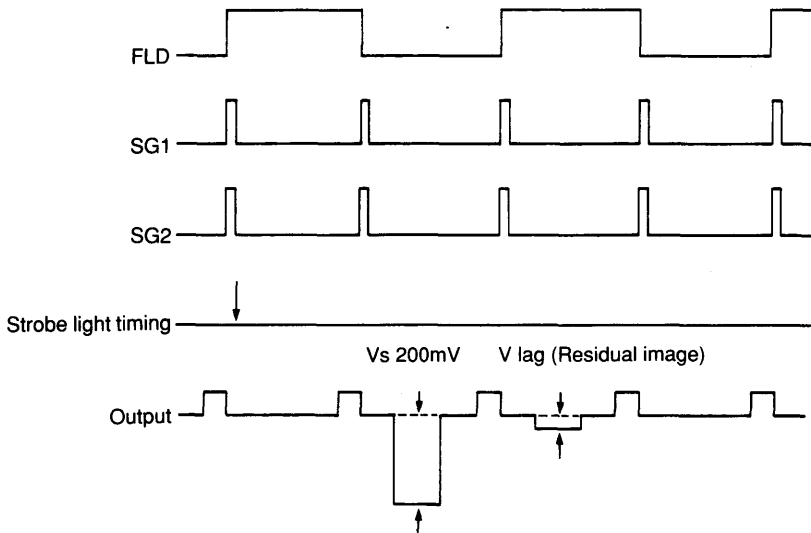 FLD
SG1
SG2
Strobe light timing
Vs 200mV V lag (Residual image)
Output